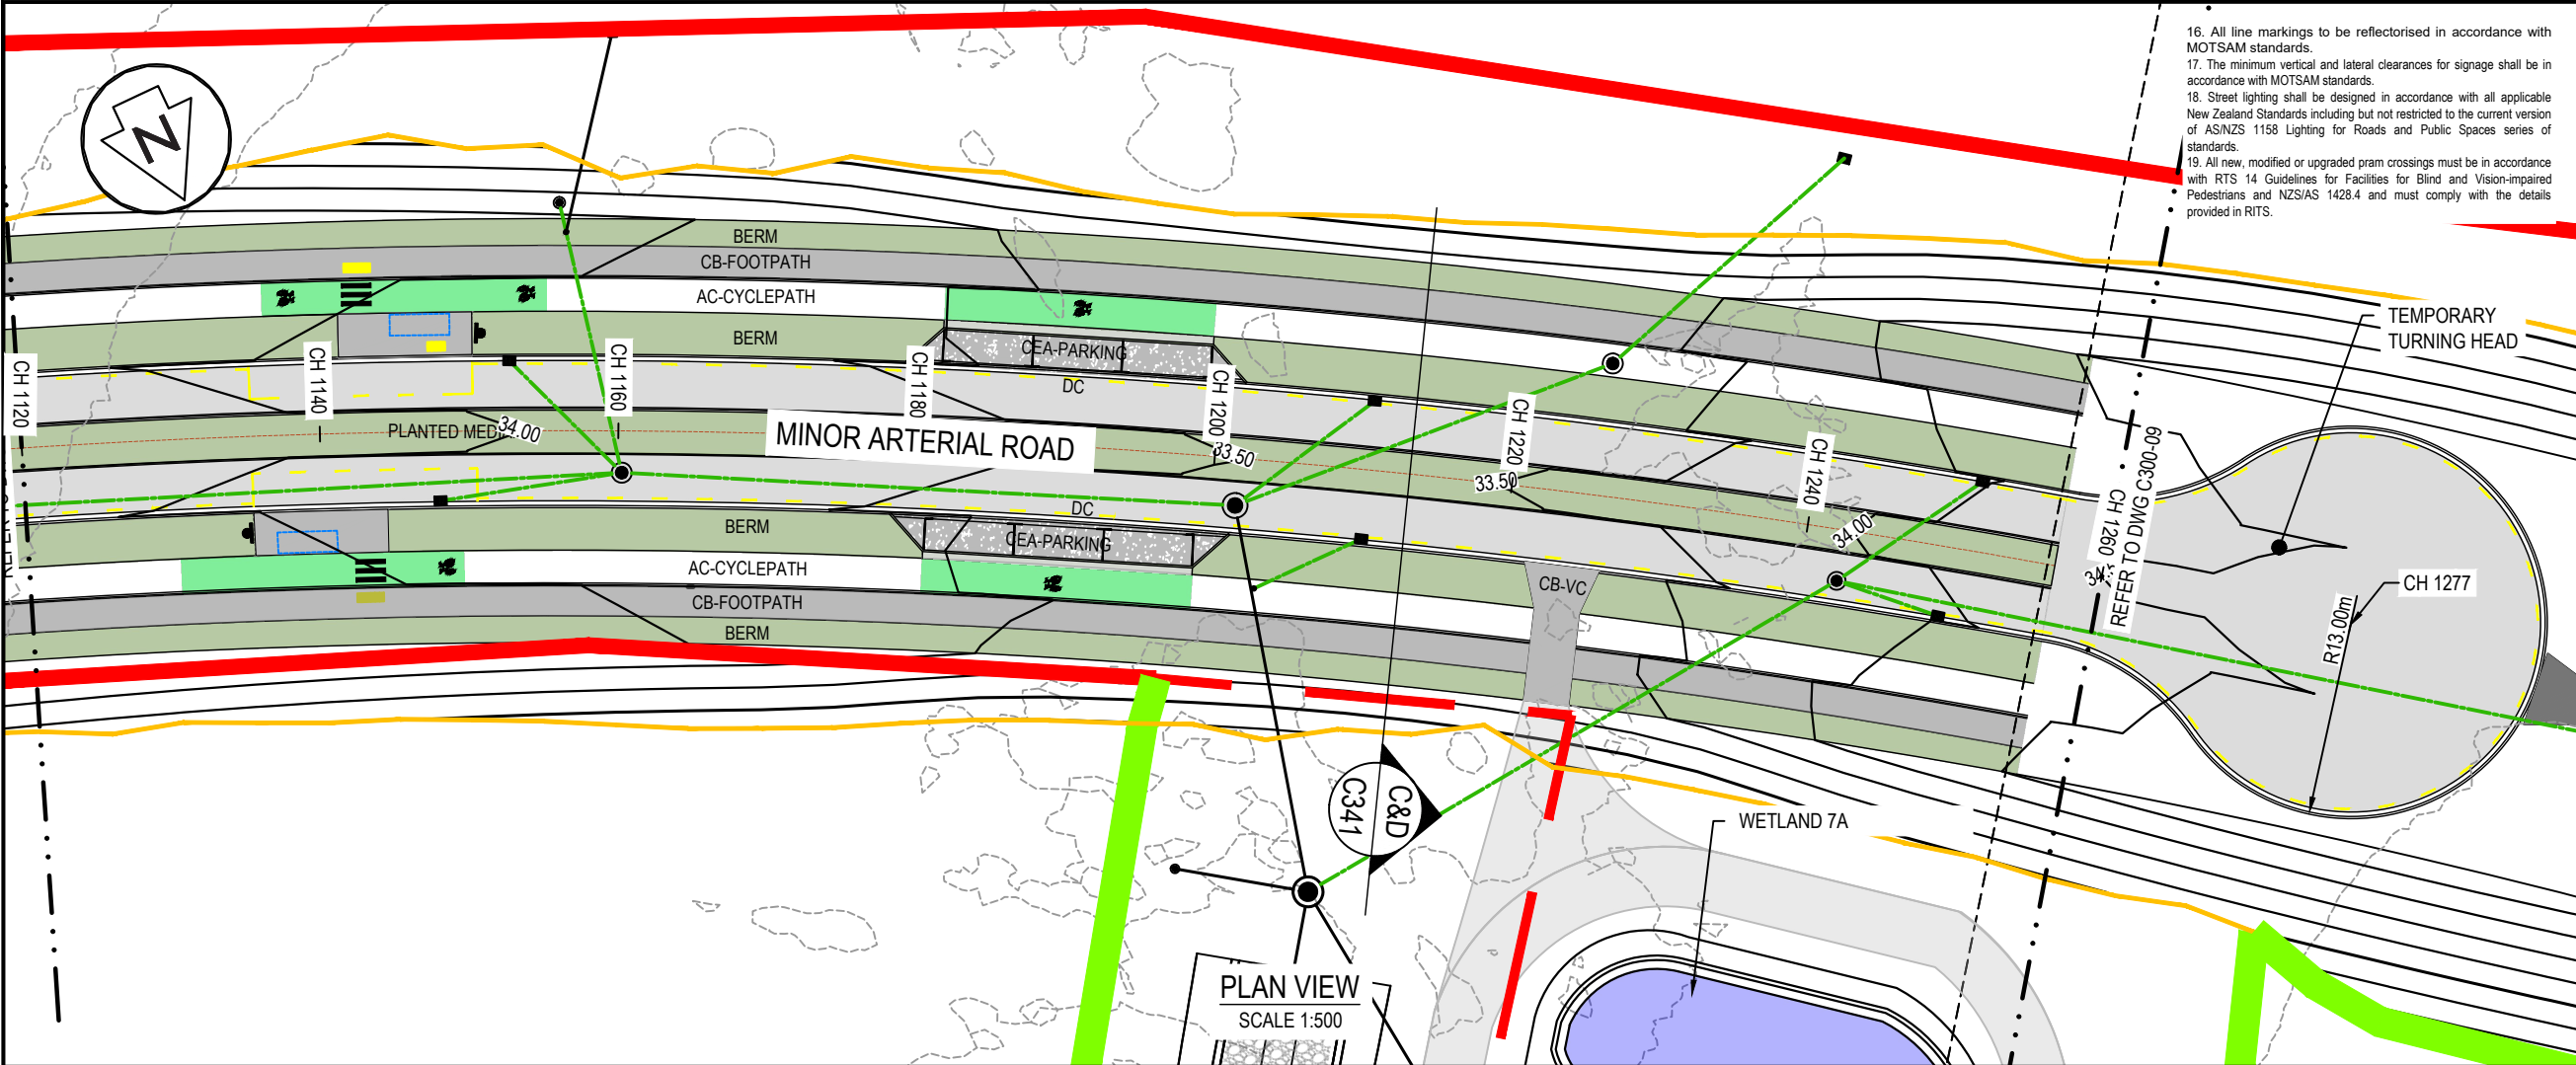 16. All line markings to be reflectorised in accordance with
MOTSAM standards.
17. The minimum vertical and lateral clearances for signage shall be in
accordance with MOTSAM standards.
18. Street lighting shall be designed in accordance with all applicable
New Zealand Standards including but not restricted to the current version
of AS/NZS 1158 Lighting for Roads and Public Spaces series of
standards.
19. All new, modified or upgraded pram crossings must be in accordance
with RTS 14 Guidelines for Facilities for Blind and Vision-impaired
Pedestrians and NZS/AS 1428.4 and must comply with the details
provided in RITS.
N
BERM
CB-FOOTPATH
AC-CYCLEPATH
BERM
CEA-PARKING
DC
TEMPORARY
TURNING HEAD
CH 1120
CH 1140
CH 1160
CH 1180
CH 1200
CH 1220
CH 1240
CH 1260
REFER TO DWG C300-09
PLANTED
34.00
MINOR ARTERIAL ROAD
33.50
33.50
34.00
DC
BERM
CEA-PARKING
AC-CYCLEPATH
CB-FOOTPATH
BERM
CB-VC
CH 1277
R13.00m
C&D
C341
WETLAND 7A
PLAN VIEW
SCALE 1:500